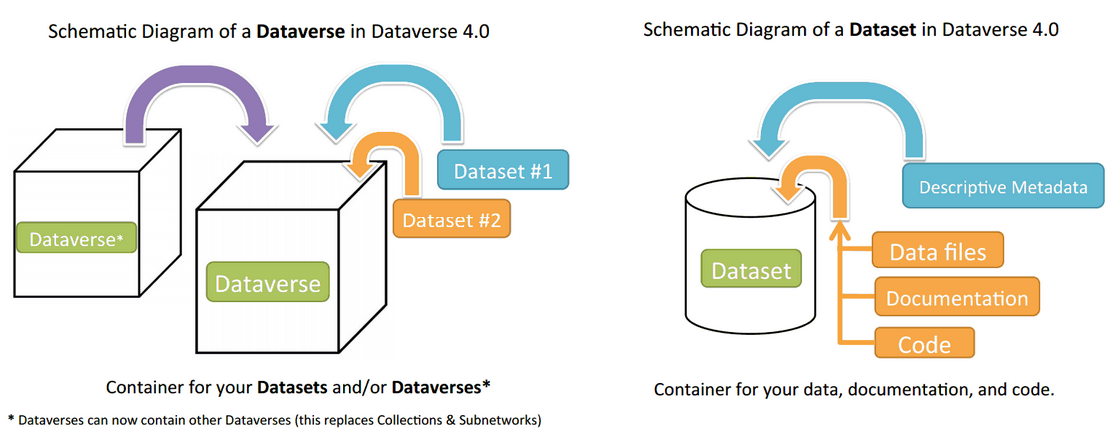 Schematic Diagram of a Dataverse in Dataverse 4.0
Dataset #1
Dataset #2
Dataverse*
Dataverse
Container for your Datasets and/or Dataverses*
* Dataverses can now contain other Dataverses (this replaces Collections & Subnetworks)
Schematic Diagram of a Dataset in Dataverse 4.0
Descriptive Metadata
Dataset
Data files
Documentation
Code
Container for your data, documentation, and code.